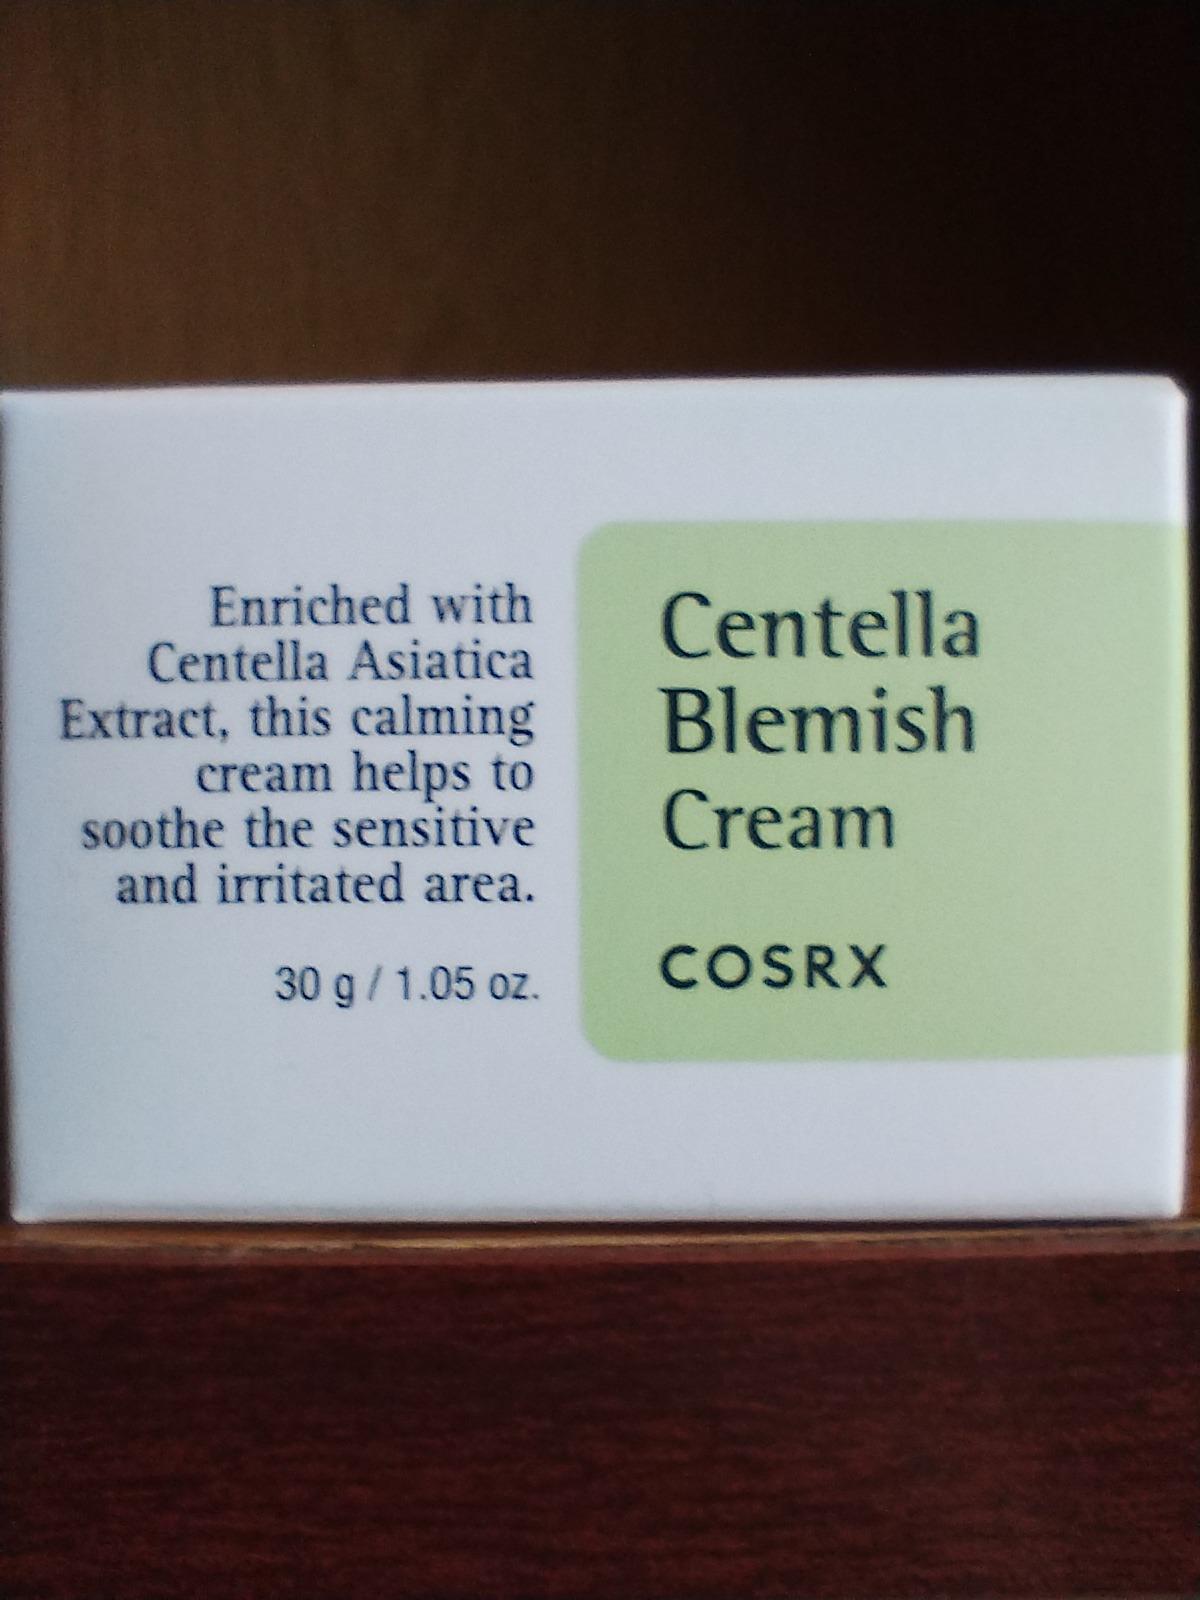 Enriched with
Centella Asiatica
Extract, this calming
cream helps to
soothe the sensitive
and irritated area.
30 g / 1.05 oz.
Centella
Blemish
Cream
COSRX